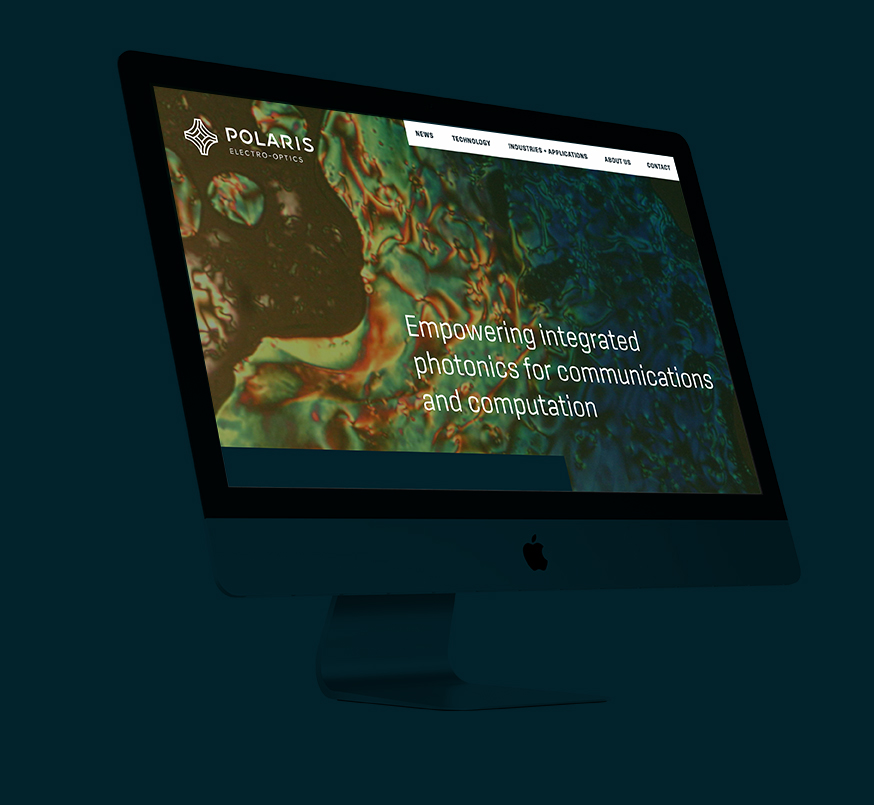 POLARIS
ELECTRO-OPTICS
NEWS TECHNOLOGY INDUSTRIES + APPLICATIONS ABOUT US CONTACT
Empowering integrated
photonics for communications
and computation